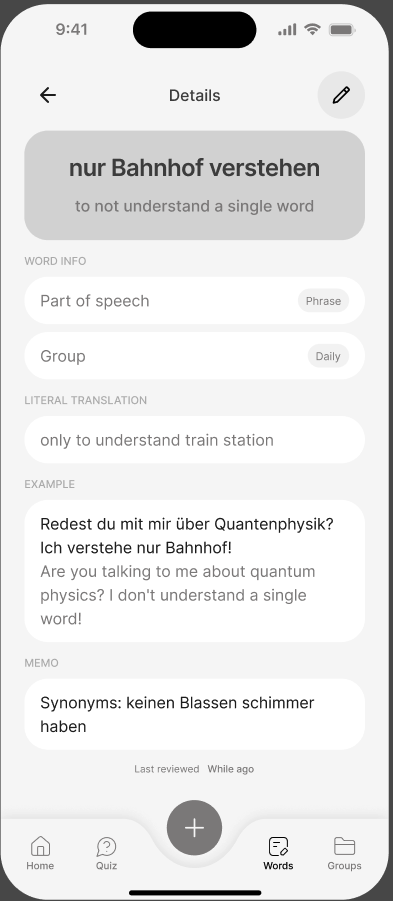 9:41
Details
nur Bahnhof verstehen
to not understand a single word
WORD INFO
Part of speech Phrase
Group Daily
LITERAL TRANSLATION
only to understand train station
EXAMPLE
Redest du mit mir über Quantenphysik?
Ich verstehe nur Bahnhof!
Are you talking to me about quantum
physics? I don't understand a single
word!
MEMO
Synonyms: keinen Blassen schimmer
haben
Last reviewed While ago
Home Quiz Words Groups